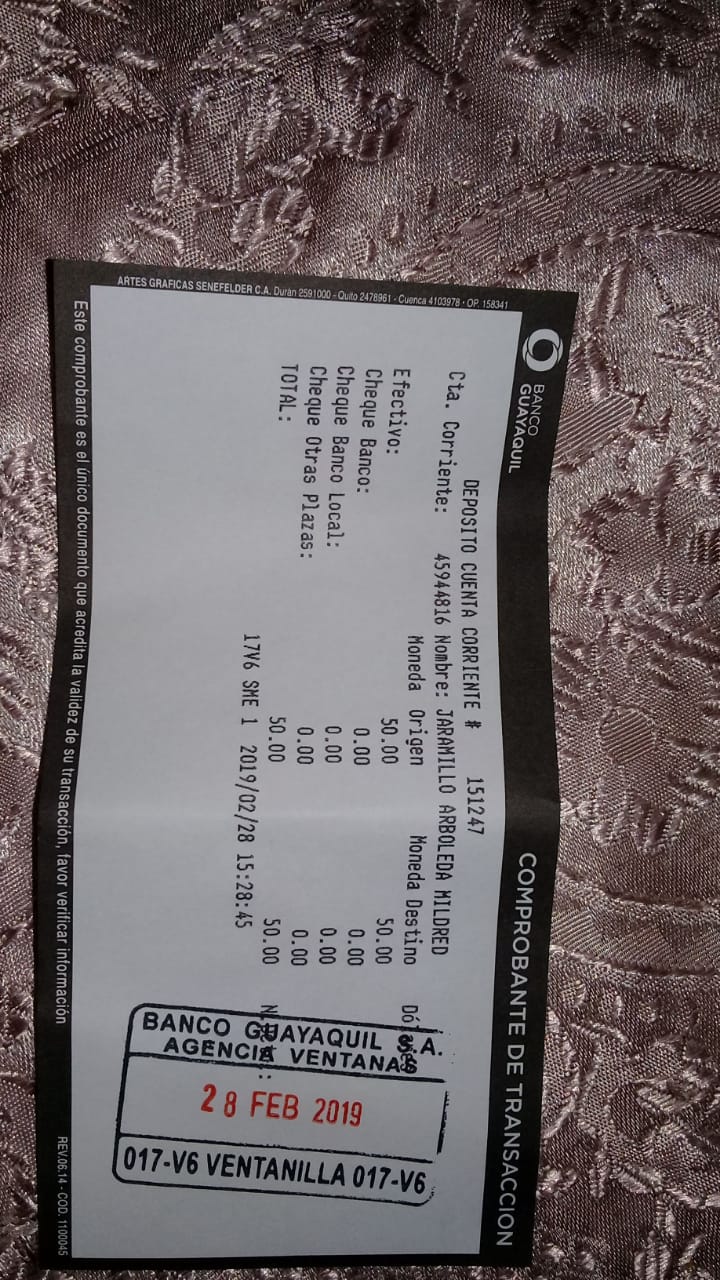 BANCO
GUAYAQUIL
COMPROBANTE DE TRANSACCION
DEPOSITO CUENTA CORRIENTE # 151247
Cta. Corriente: 45944816 Nombre: JARAMILLO ARBOLEDA MILDRED
Moneda Origen Moneda Destino
Efectivo: 50.00 50.00
Cheque Banco: 0.00 0.00
Cheque Banco Local: 0.00 0.00
Cheque Otras Plazas: 0.00 0.00
TOTAL: 50.00 50.00
17V6 SME 1 2019/02/28 15:28:45
BANCO GUAYAQUIL A.
AGENCIA VENTANAS
28 FEB 2019
017-V6 VENTANILLA 017-V6
ARTES GRAFICAS SENEFELDER C.A. Durán 2591000 - Quito 2478961 - Cuenca 4103978 - OP. 158341
Este comprobante es el único documento que acredita la validez de su transacción, favor verificar información
REV.06.14 - COD. 1100045